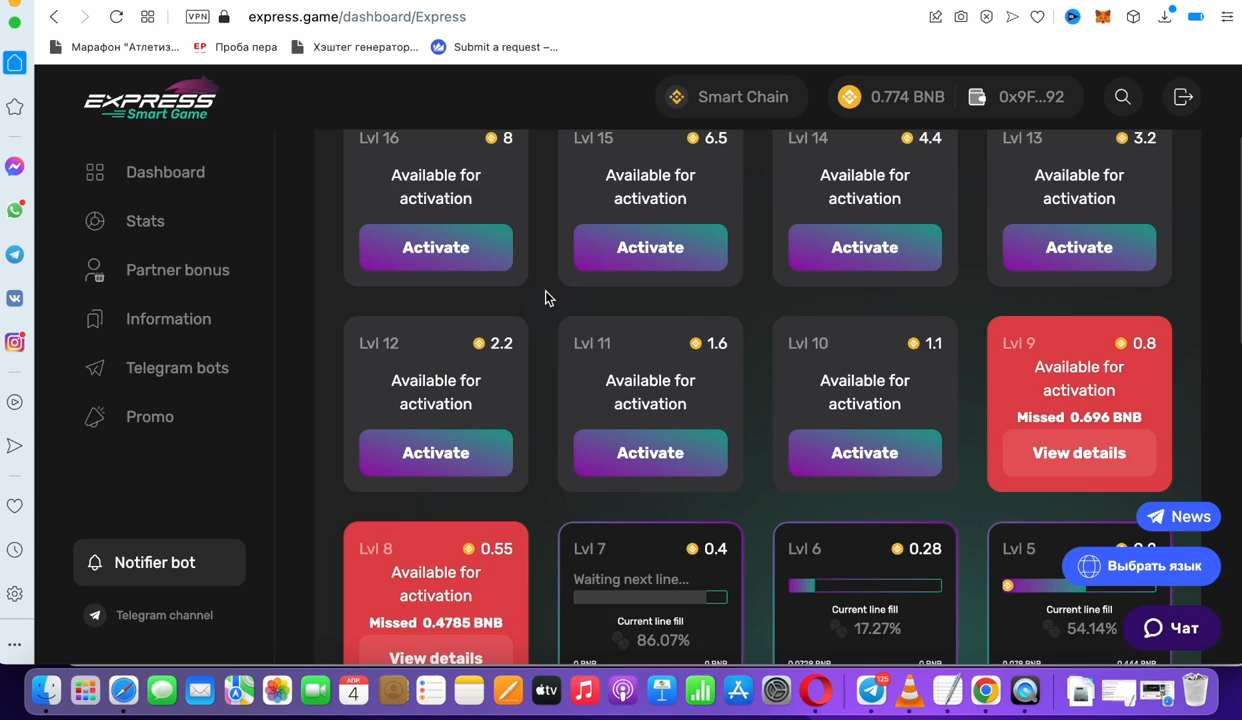 VPN
express.game/dashboard/Express
Марафон "Атлетиз...
EP
Проба пера
Хэштег генератор...
Submit a request –...
EXPRESS
Smart Game
Smart Chain
0.774 BNB
0x9F...92
Dashboard
Stats
Partner bonus
Information
Telegram bots
Promo
Notifier bot
Telegram channel
Lvl 16
8
Available for
activation
Activate
Lvl 15
6.5
Available for
activation
Activate
Lvl 14
4.4
Available for
activation
Activate
Lvl 13
3.2
Available for
activation
Activate
Lvl 12
2.2
Available for
activation
Activate
Lvl 11
1.6
Available for
activation
Activate
Lvl 10
1.1
Available for
activation
Activate
Lvl 9
0.8
Available for
activation
Missed 0.696 BNB
View details
Lvl 8
0.55
Available for
activation
Missed 0.4785 BNB
View details
Lvl 7
0.4
Waiting next line...
Current line fill
86.07%
Lvl 6
0.28
Current line fill
17.27%
Lvl 5
Current line fill
54.14%
News
Выбрать язык
Чат
АПР.
4
tv
125